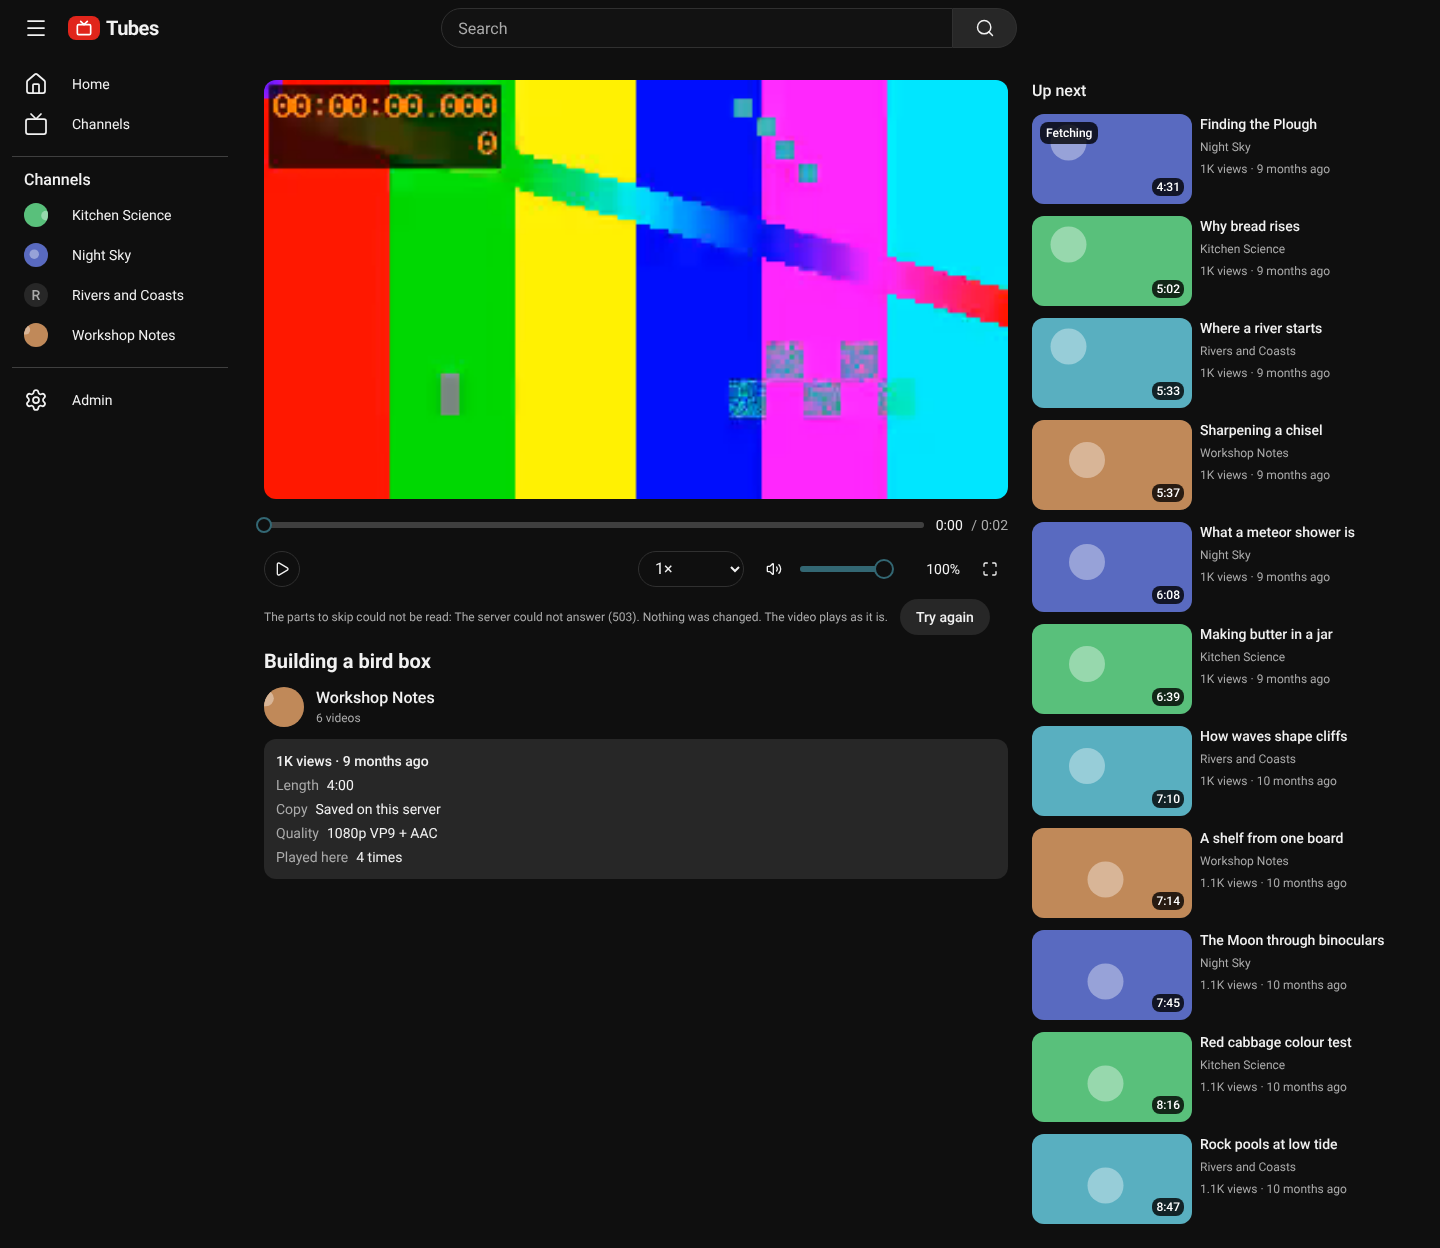 Tubes
Search
Home
Channels
Channels
Kitchen Science
Night Sky
R
Rivers and Coasts
Workshop Notes
Admin
00:00:00.000
0
0:00 / 0:02
1×
100%
The parts to skip could not be read: The server could not answer (503). Nothing was changed. The video plays as it is.
Try again
Building a bird box
Workshop Notes
6 videos
1K views · 9 months ago
Length 4:00
Copy Saved on this server
Quality 1080p VP9 + AAC
Played here 4 times
Up next
Fetching
4:31
Finding the Plough
Night Sky
1K views · 9 months ago
5:02
Why bread rises
Kitchen Science
1K views · 9 months ago
5:33
Where a river starts
Rivers and Coasts
1K views · 9 months ago
5:37
Sharpening a chisel
Workshop Notes
1K views · 9 months ago
6:08
What a meteor shower is
Night Sky
1K views · 9 months ago
6:39
Making butter in a jar
Kitchen Science
1K views · 9 months ago
7:10
How waves shape cliffs
Rivers and Coasts
1K views · 10 months ago
7:14
A shelf from one board
Workshop Notes
1.1K views · 10 months ago
7:45
The Moon through binoculars
Night Sky
1.1K views · 10 months ago
8:16
Red cabbage colour test
Kitchen Science
1.1K views · 10 months ago
8:47
Rock pools at low tide
Rivers and Coasts
1.1K views · 10 months ago